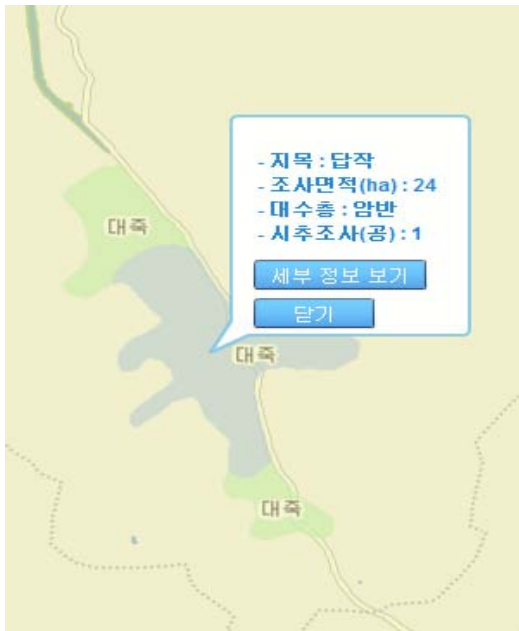 - 지목 : 답작
- 조사면적(ha) : 24
- 대수층 : 암반
- 시추조사(공) : 1
세부 정보 보기
닫기
대죽
대죽
대죽